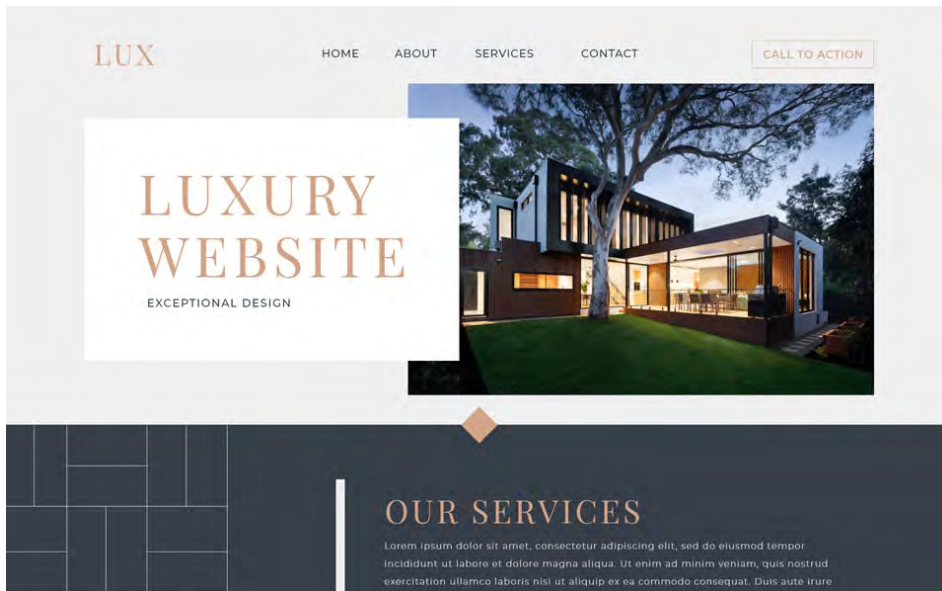 LUX
HOME ABOUT SERVICES CONTACT
CALL TO ACTION
LUXURY
WEBSITE
EXCEPTIONAL DESIGN
OUR SERVICES
Lorem ipsum dolor sit amet, consectetur adipiscing elit, sed do eiusmod tempor
incididunt ut labore et dolore magna aliqua. Ut enim ad minim veniam, quis nostrud
exercitation ullamco laboris nisi ut aliquip ex ea commodo consequat. Duis aute irure